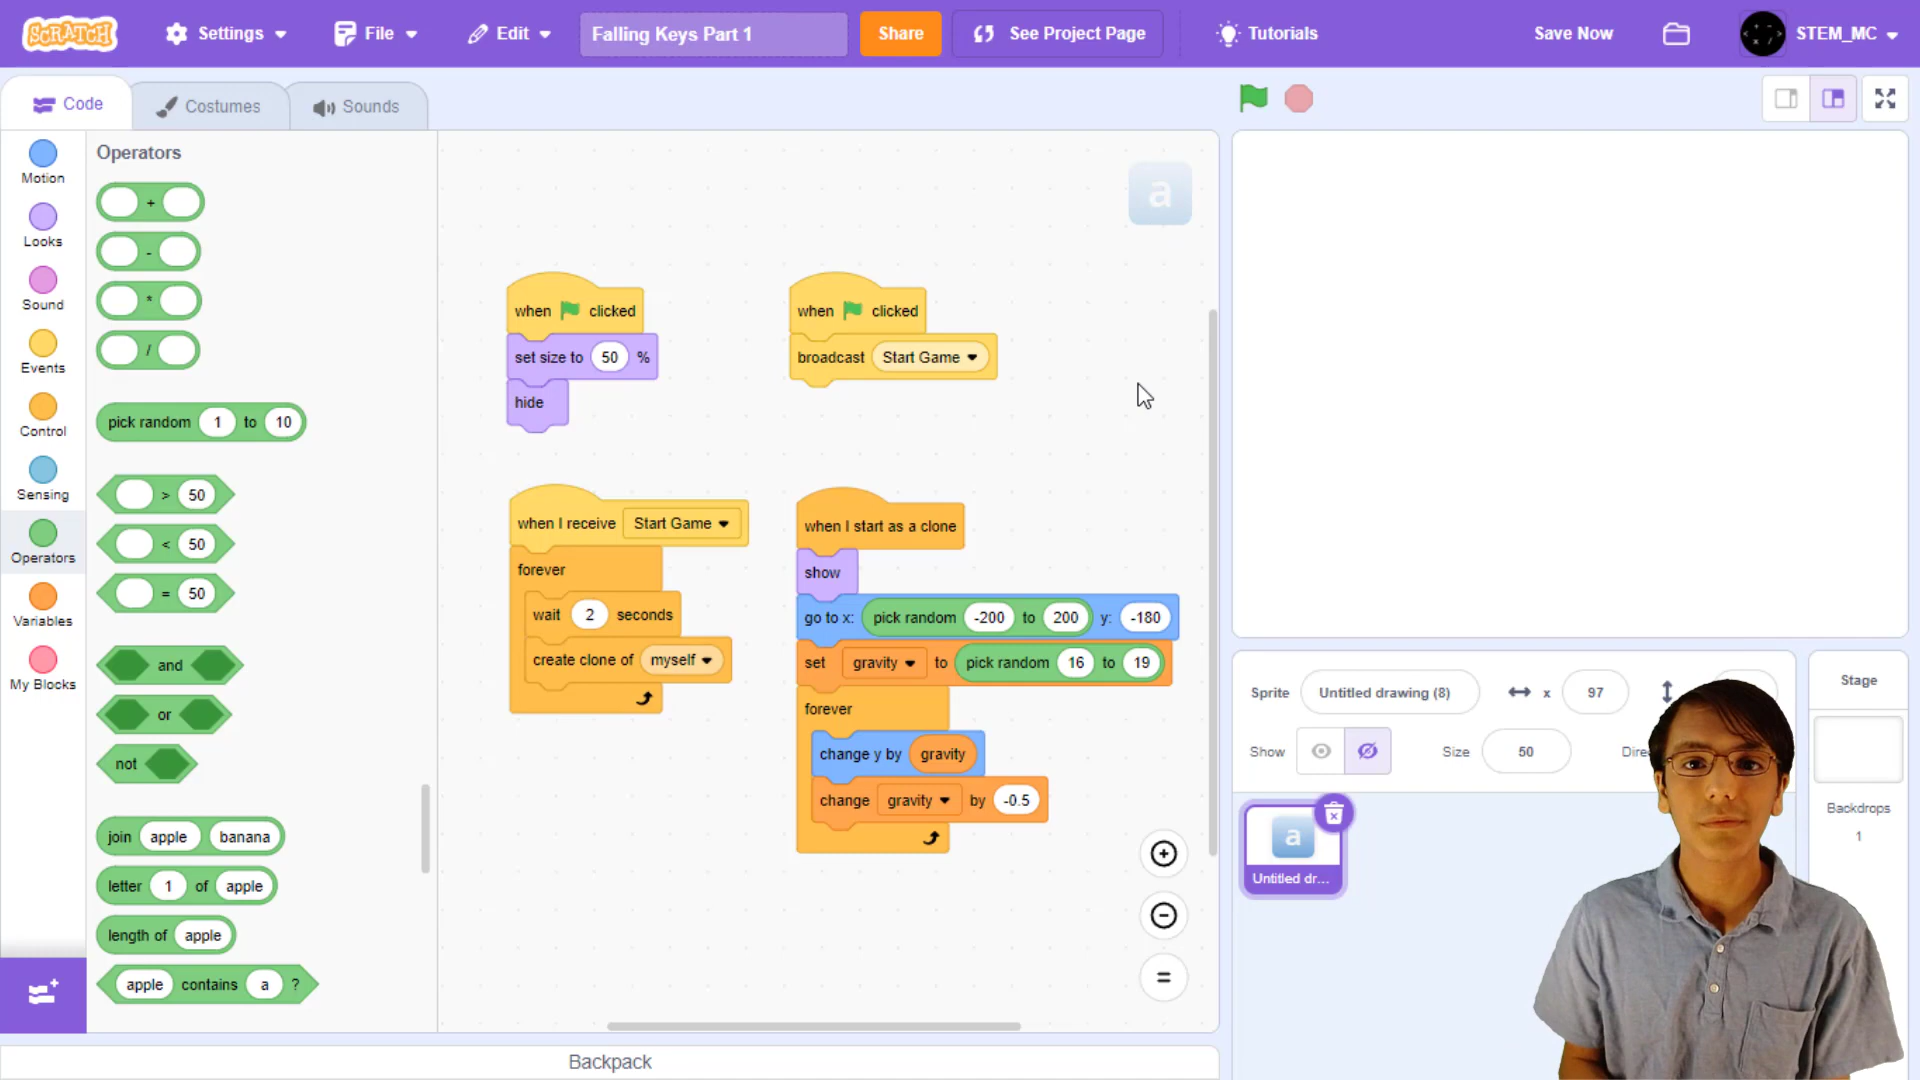 SCRATCH
Settings
File
Edit
Falling Keys Part 1
Share
See Project Page
Tutorials
Save Now
STEM_MC
Code
Costumes
Sounds
Motion
Looks
Sound
Events
Control
Sensing
Operators
Variables
My Blocks
Operators
+
-
*
/
pick random 1 to 10
> 50
< 50
= 50
and
or
not
join apple banana
letter 1 of apple
length of apple
apple contains a ?
a
when clicked
set size to 50 %
hide
when clicked
broadcast Start Game
when I receive Start Game
forever
wait 2 seconds
create clone of myself
when I start as a clone
show
go to x: pick random -200 to 200 y: -180
set gravity to pick random 16 to 19
forever
change y by gravity
change gravity by -0.5
=
Backpack
Sprite Untitled drawing (8) x 97
Show Size 50
a
Untitled dr...
Stage
Backdrops
1